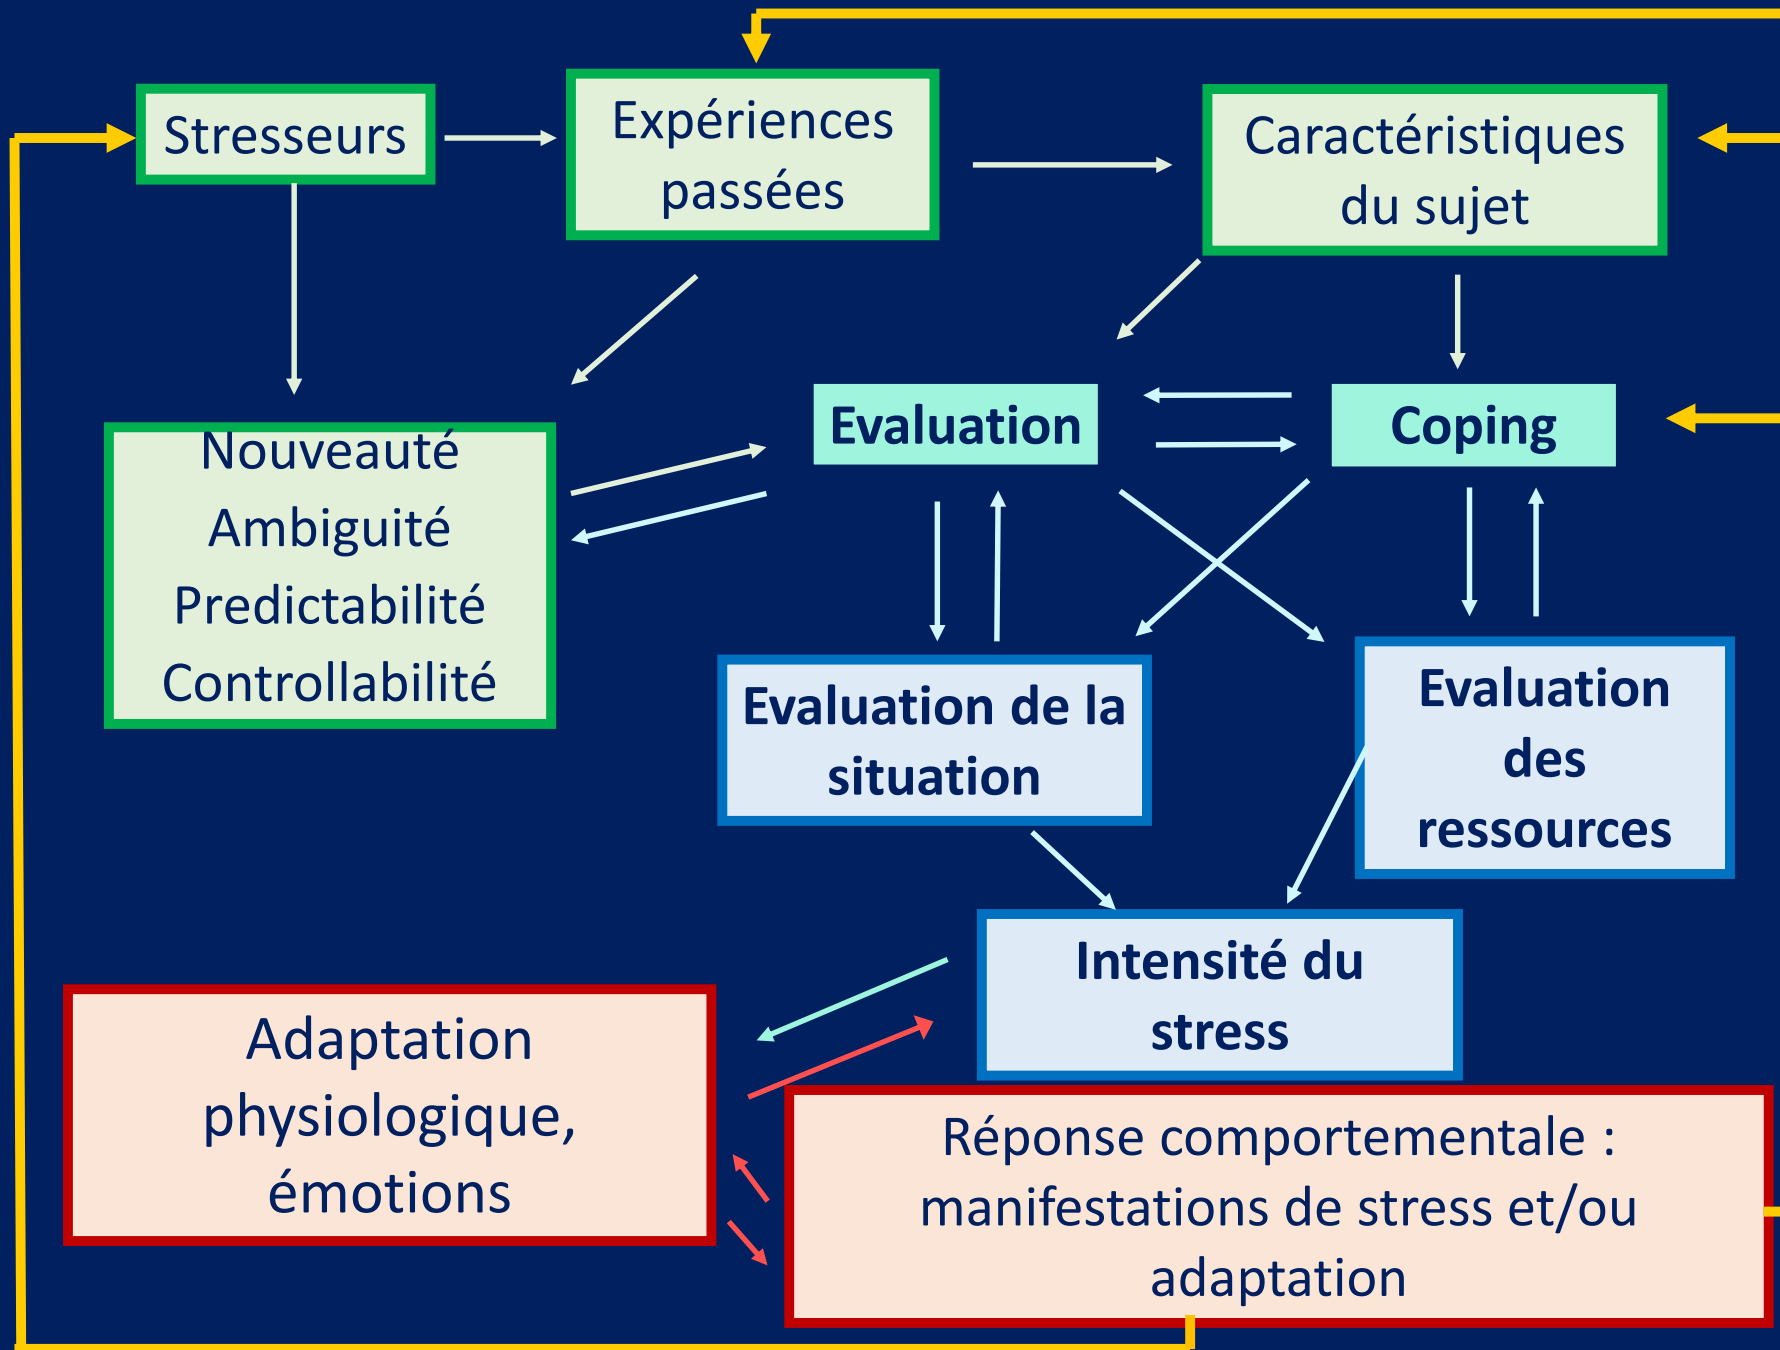 Stresseurs
Expériences
passées
Caractéristiques
du sujet
Nouveauté
Ambiguité
Predictabilité
Controllabilité
Evaluation
Coping
Evaluation de la
situation
Evaluation
des
ressources
Intensité du
stress
Adaptation
physiologique,
émotions
Réponse comportementale :
manifestations de stress et/ou
adaptation